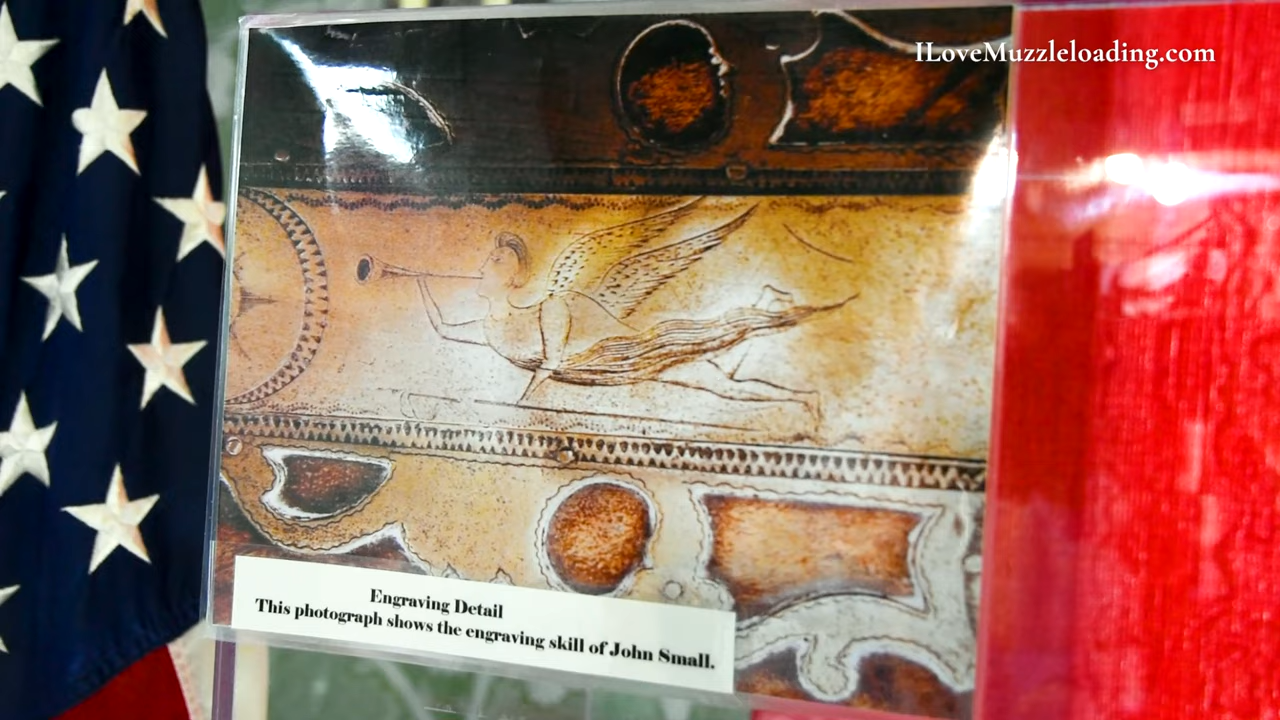 ILoveMuzzleloading.com
Engraving Detail
This photograph shows the engraving skill of John Small.